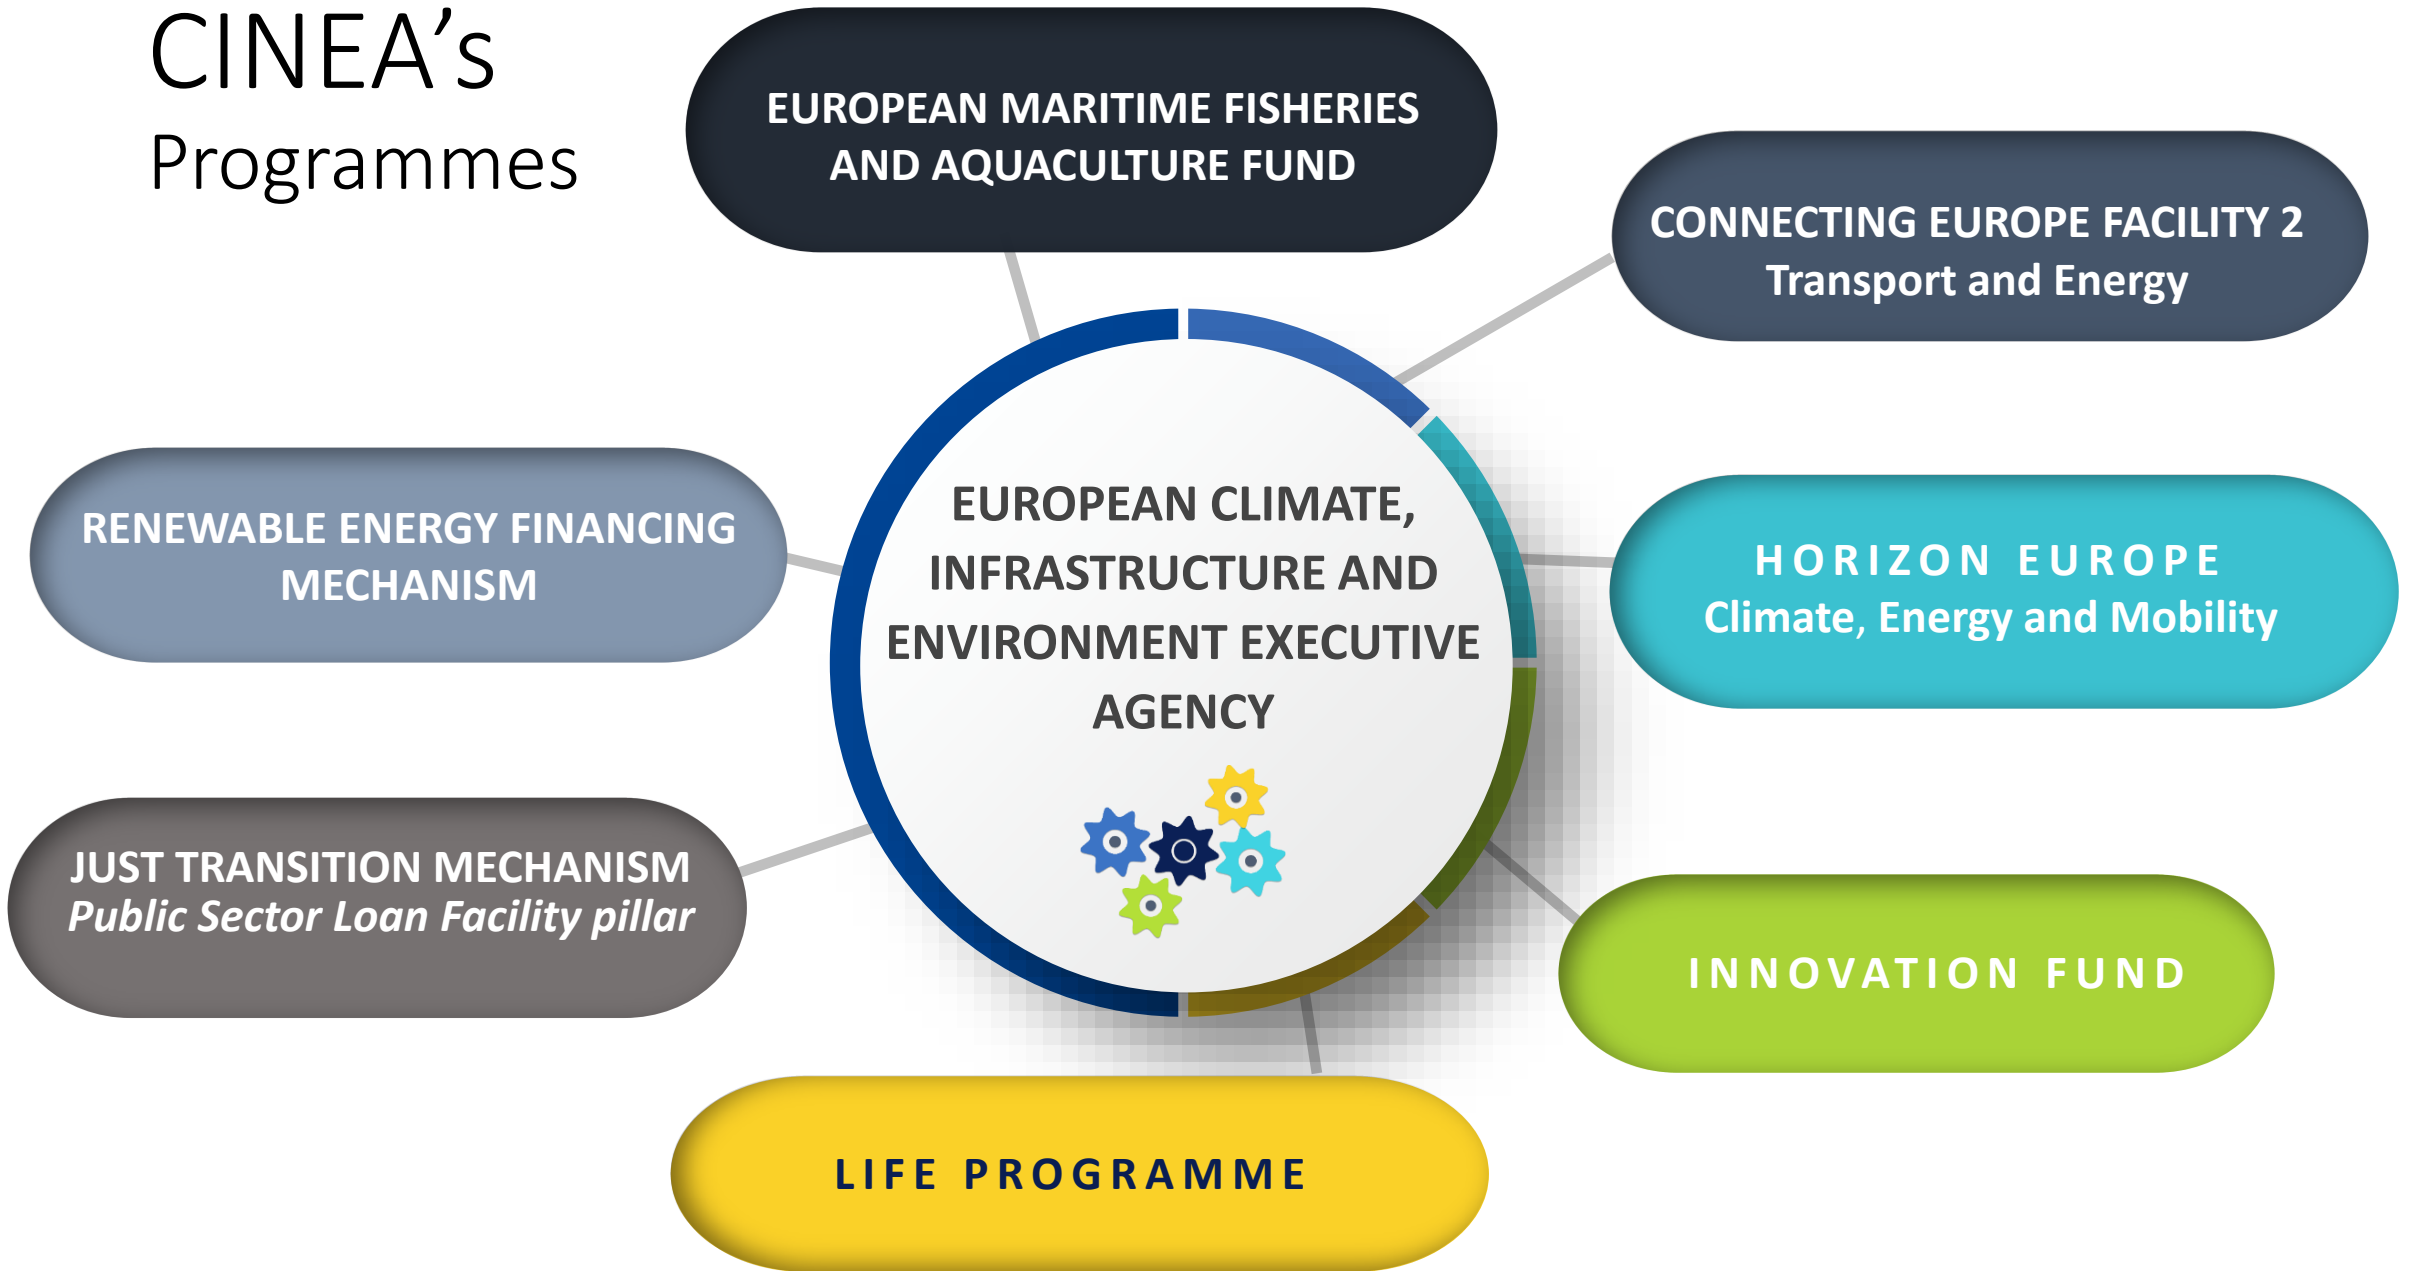 CINEA’s
Programmes
EUROPEAN MARITIME FISHERIES
AND AQUACULTURE FUND
CONNECTING EUROPE FACILITY 2
Transport and Energy
HORIZON EUROPE
Climate, Energy and Mobility
INNOVATION FUND
LIFE PROGRAMME
JUST TRANSITION MECHANISM
Public Sector Loan Facility pillar
RENEWABLE ENERGY FINANCING
MECHANISM
EUROPEAN CLIMATE,
INFRASTRUCTURE AND
ENVIRONMENT EXECUTIVE
AGENCY